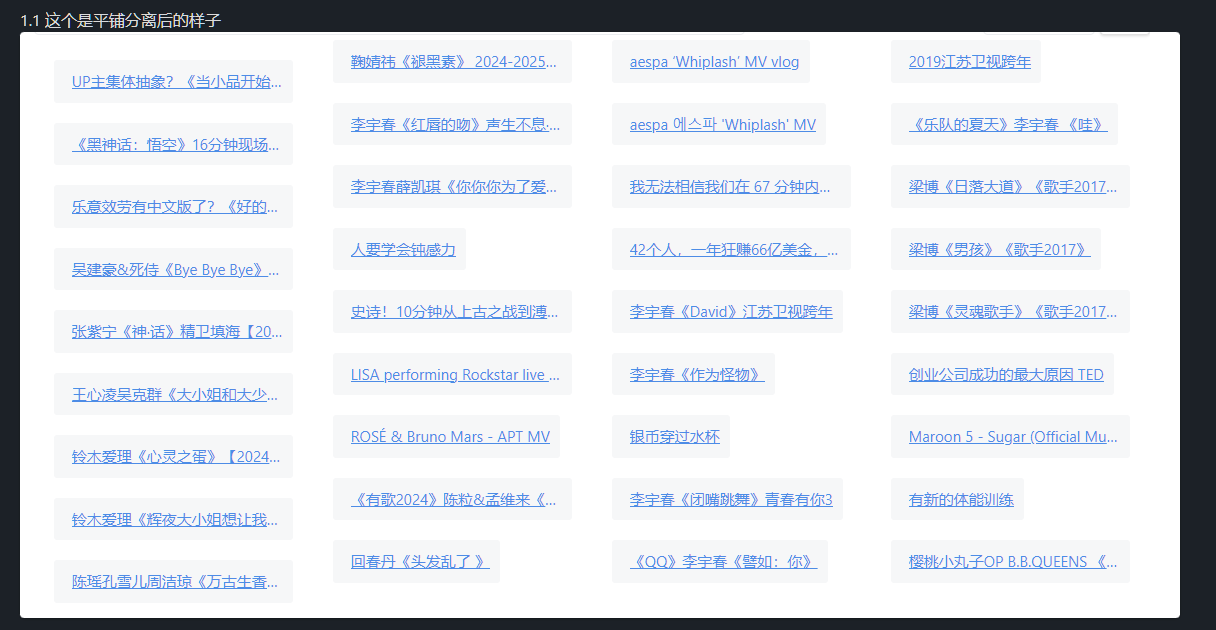 1.1 这个是平铺分离后的样子
UP主集体抽象？《当小品开始...
《黑神话：悟空》16分钟现场...
乐意效劳有中文版了？《好的...
吴建豪&死侍《Bye Bye Bye》...
张紫宁《神·话》精卫填海【20...
王心凌吴克群《大小姐和大少...
铃木爱理《心灵之蛋》【2024...
铃木爱理《辉夜大小姐想让我...
陈瑶孔雪儿周洁琼《万古生香...
鞠婧祎《褪黑素》 2024-2025...
李宇春《红唇的吻》声生不息·...
李宇春薛凯琪《你你你为了爱...
人要学会钟感力
史诗！10分钟从上古之战到溥...
LISA performing Rockstar live ...
ROSÉ & Bruno Mars - APT MV
《有歌2024》陈粒&孟维来《...
回春丹《头发乱了 》
aespa ‘Whiplash’ MV vlog
aespa 에스파 'Whiplash' MV
我无法相信我们在 67 分钟内...
42个人，一年狂赚66亿美金，...
李宇春《David》江苏卫视跨年
李宇春《作为怪物》
银币穿过水杯
李宇春《闭嘴跳舞》青春有你3
《QQ》李宇春《譬如：你》
2019江苏卫视跨年
《乐队的夏天》李宇春 《哇》
梁博《日落大道》《歌手2017...
梁博《男孩》《歌手2017》
梁博《灵魂歌手》《歌手2017...
创业公司成功的最大原因 TED
Maroon 5 - Sugar (Official Mu...
有新的体能训练
樱桃小丸子OP B.B.QUEENS 《...